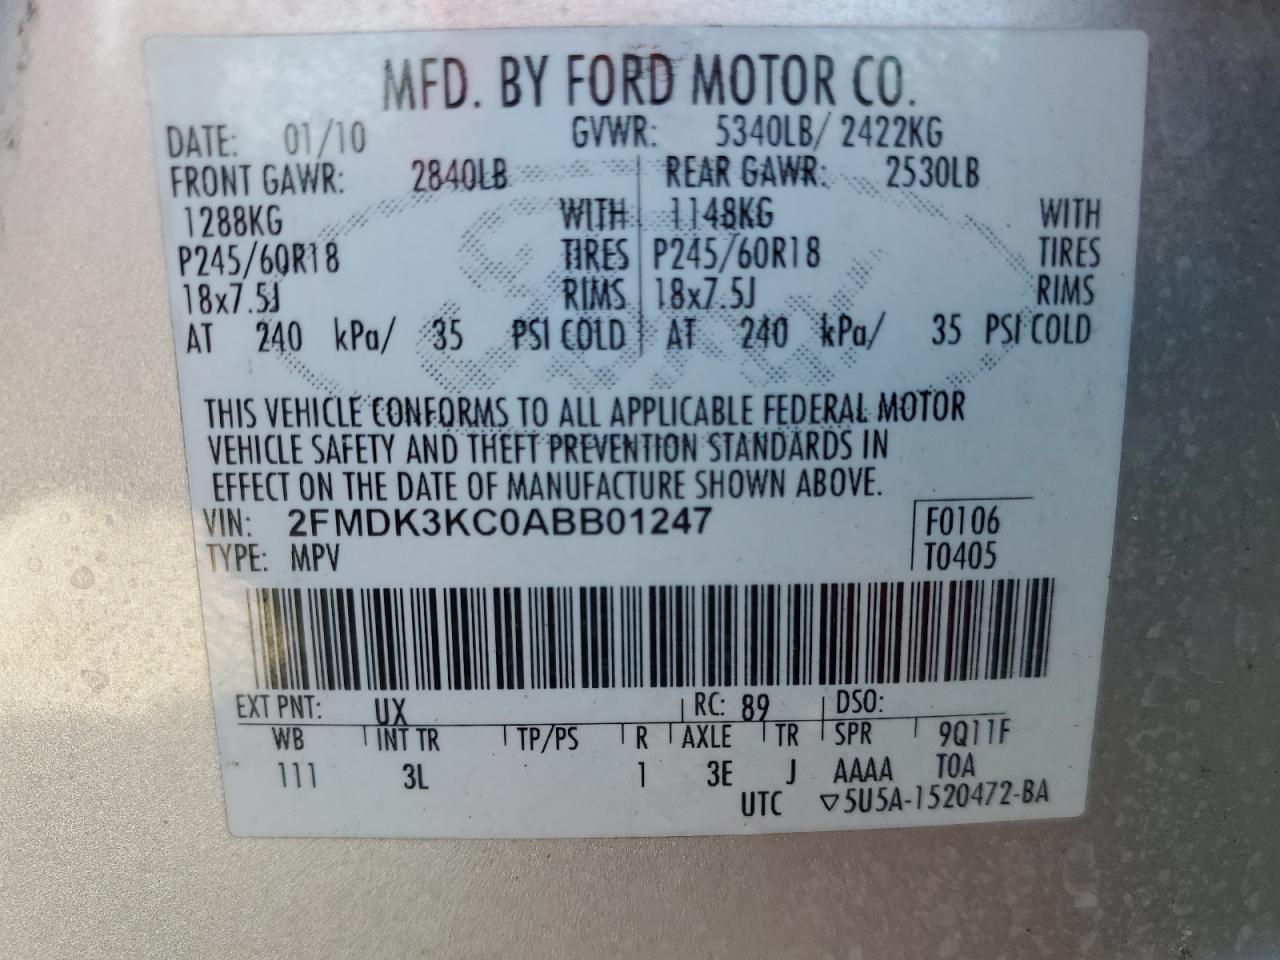 MFD. BY FORD MOTOR CO.
DATE: 01/10 GVWR: 5340LB/ 2422KG
FRONT GAWR: 2840LB REAR GAWR: 2530LB
1288KG WITH 1148KG WITH
P245/60R18 TIRES P245/60R18 TIRES
18x7.5J RIMS 18x7.5J RIMS
AT 240 kPa/ 35 PSI COLD AT 240 kPa/ 35 PSI COLD
THIS VEHICLE CONFORMS TO ALL APPLICABLE FEDERAL MOTOR
VEHICLE SAFETY AND THEFT PREVENTION STANDARDS IN
EFFECT ON THE DATE OF MANUFACTURE SHOWN ABOVE.
VIN: 2FMDK3KC0ABB01247 F0106
TYPE: MPV T0405
EXT PNT: UX RC: 89 DSO:
WB INT TR TP/PS R AXLE TR SPR 9Q11F
111 3L 1 3E J AAAA TOA
UTC ▽5U5A-1520472-BA